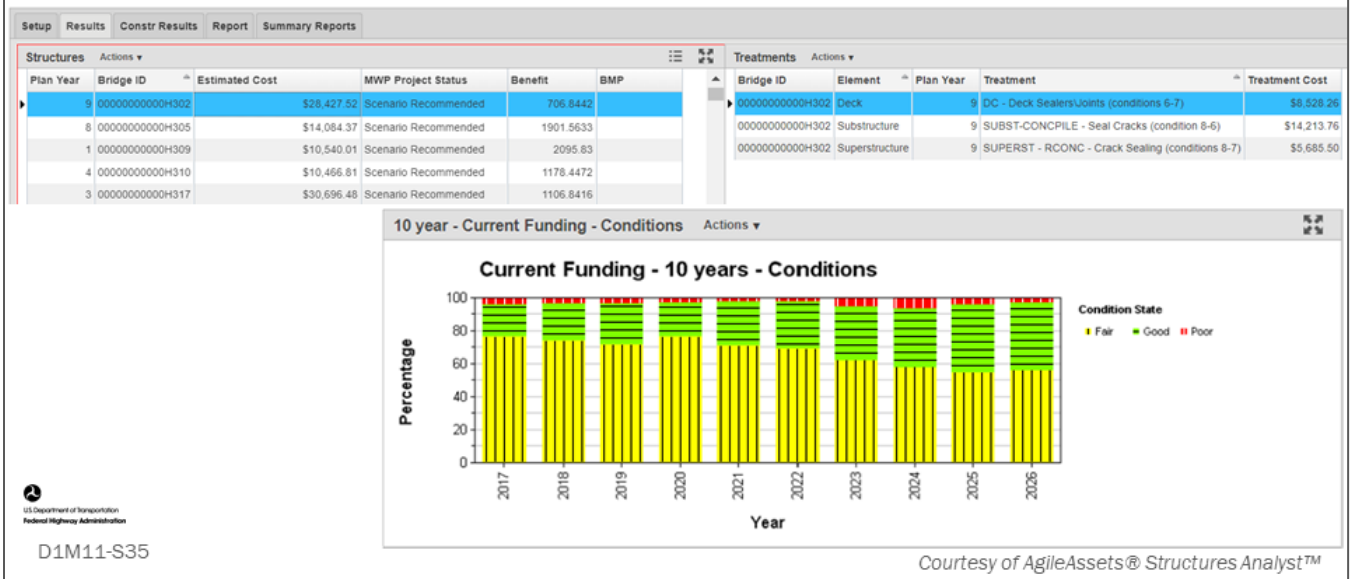 Setup Results Constr Results Report Summary Reports
Structures Actions ▾
Plan Year Bridge ID Estimated Cost MWP Project Status Benefit BMP
9 00000000000H302 $28,427.52 Scenario Recommended 706.8442
8 00000000000H305 $14,084.37 Scenario Recommended 1901.5633
1 00000000000H309 $10,540.01 Scenario Recommended 2095.83
4 00000000000H310 $10,466.81 Scenario Recommended 1178.4472
3 00000000000H317 $30,696.48 Scenario Recommended 1106.8416
Treatments Actions ▾
Bridge ID Element Plan Year Treatment Treatment Cost
00000000000H302 Deck 9 DC - Deck Sealers\Joints (conditions 6-7) $8,528.26
00000000000H302 Substructure 9 SUBST-CONCPILE - Seal Cracks (condition 8-6) $14,213.76
00000000000H302 Superstructure 9 SUPERST - RCONC - Crack Sealing (conditions 8-7) $5,685.50
10 year - Current Funding - Conditions Actions ▾
Current Funding - 10 years - Conditions
Percentage
100
80
60
40
20
0
2017 2018 2019 2020 2021 2022 2023 2024 2025 2026
Year
Condition State
Fair Good Poor
U.S. Department of Transportation
Federal Highway Administration
D1M11-S35
Courtesy of AgileAssets® Structures Analyst™